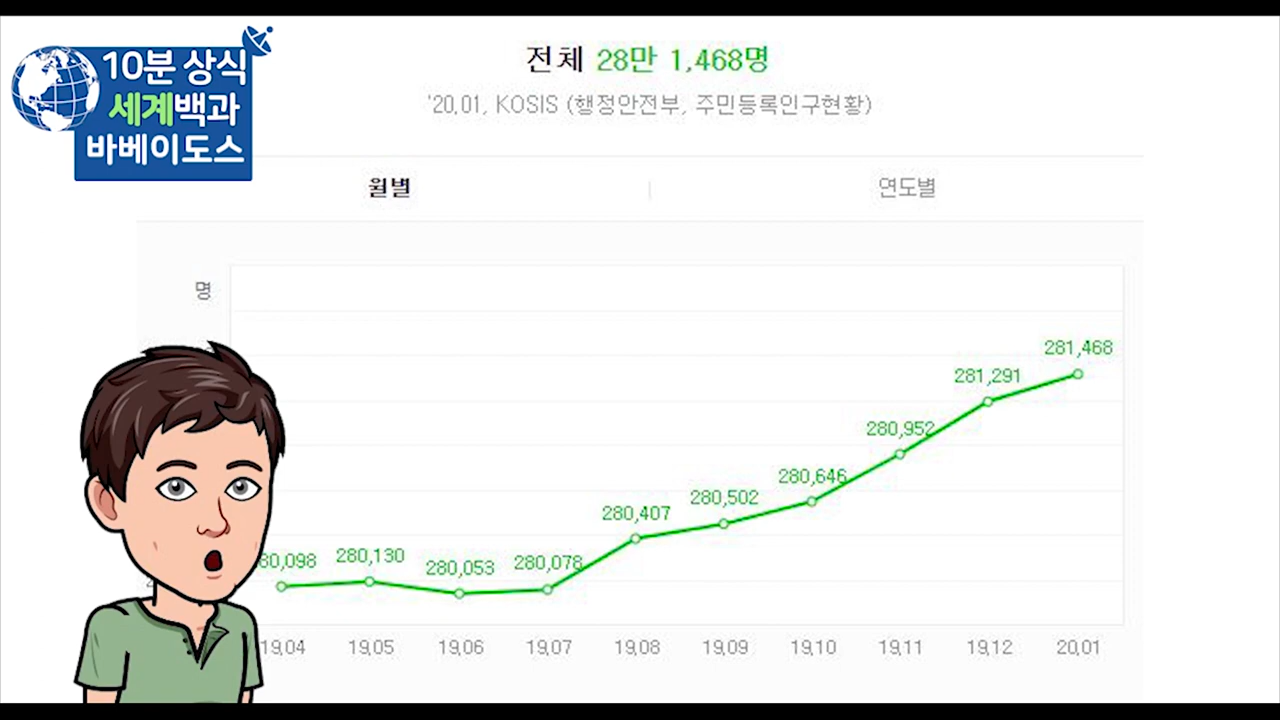 10분 상식
세계백과
바베이도스
전체 28만 1,468명
'20.01, KOSIS (행정안전부, 주민등록인구현황)
월별
연도별
명
281,468
281,291
280,952
280,646
280,502
280,407
80,098
280,130
280,053
280,078
19.04
19.05
19.06
19.07
19.08
19.09
19.10
19.11
19.12
20.01